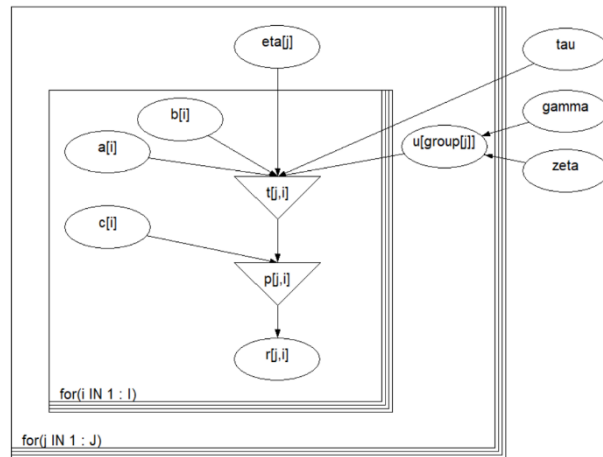 eta[j]
tau
b[i]
gamma
a[i]
u[group[j]]
zeta
t[j,i]
c[i]
p[j,i]
r[j,i]
for(i IN 1 : I)
for(j IN 1 : J)